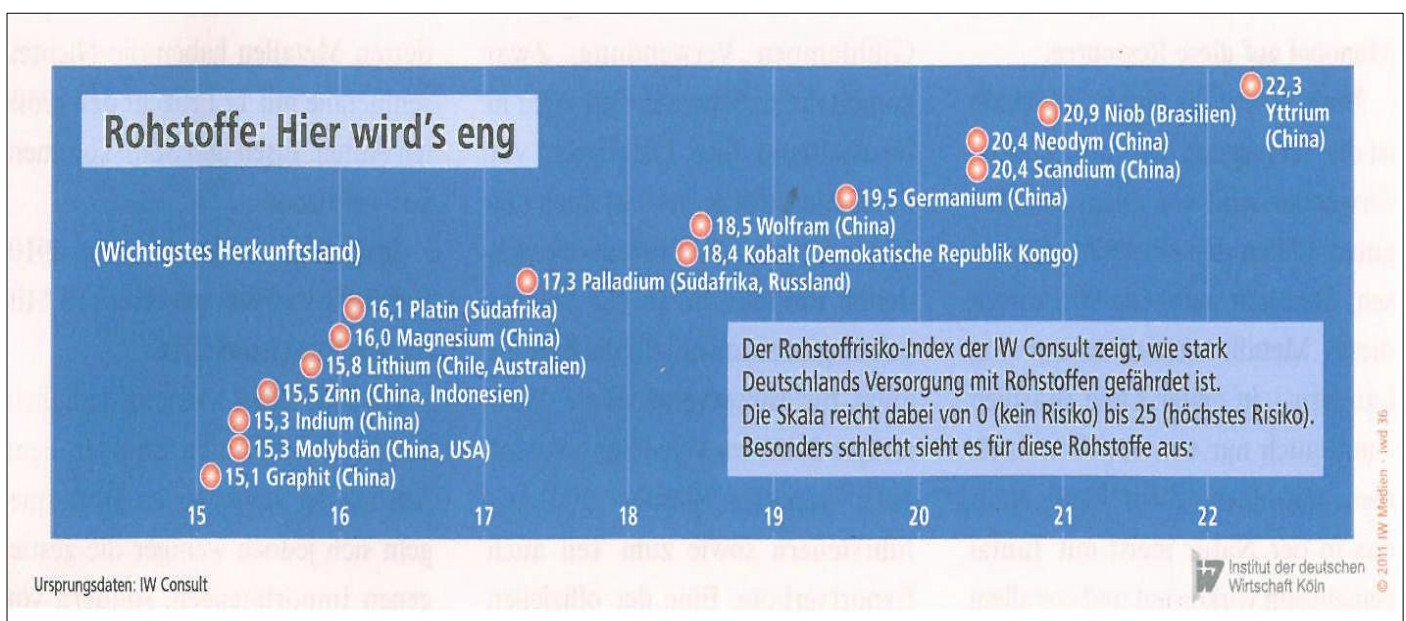 Rohstoffe: Hier wird's eng
(Wichtigstes Herkunftsland)
22,3
Yttrium
(China)
20,9 Niob (Brasilien)
20,4 Neodym (China)
20,4 Scandium (China)
19,5 Germanium (China)
18,5 Wolfram (China)
18,4 Kobalt (Demokatische Republik Kongo)
17,3 Palladium (Südafrika, Russland)
16,1 Platin (Südafrika)
16,0 Magnesium (China)
15,8 Lithium (Chile, Australien)
15,5 Zinn (China, Indonesien)
15,3 Indium (China)
15,3 Molybdän (China, USA)
15,1 Graphit (China)
Der Rohstoffrisiko-Index der IW Consult zeigt, wie stark
Deutschlands Versorgung mit Rohstoffen gefährdet ist.
Die Skala reicht dabei von 0 (kein Risiko) bis 25 (höchstes Risiko).
Besonders schlecht sieht es für diese Rohstoffe aus:
15 16 17 18 19 20 21 22
Ursprungsdaten: IW Consult
Institut der deutschen
Wirtschaft Köln
© 2011 IW Medien · iwd 36